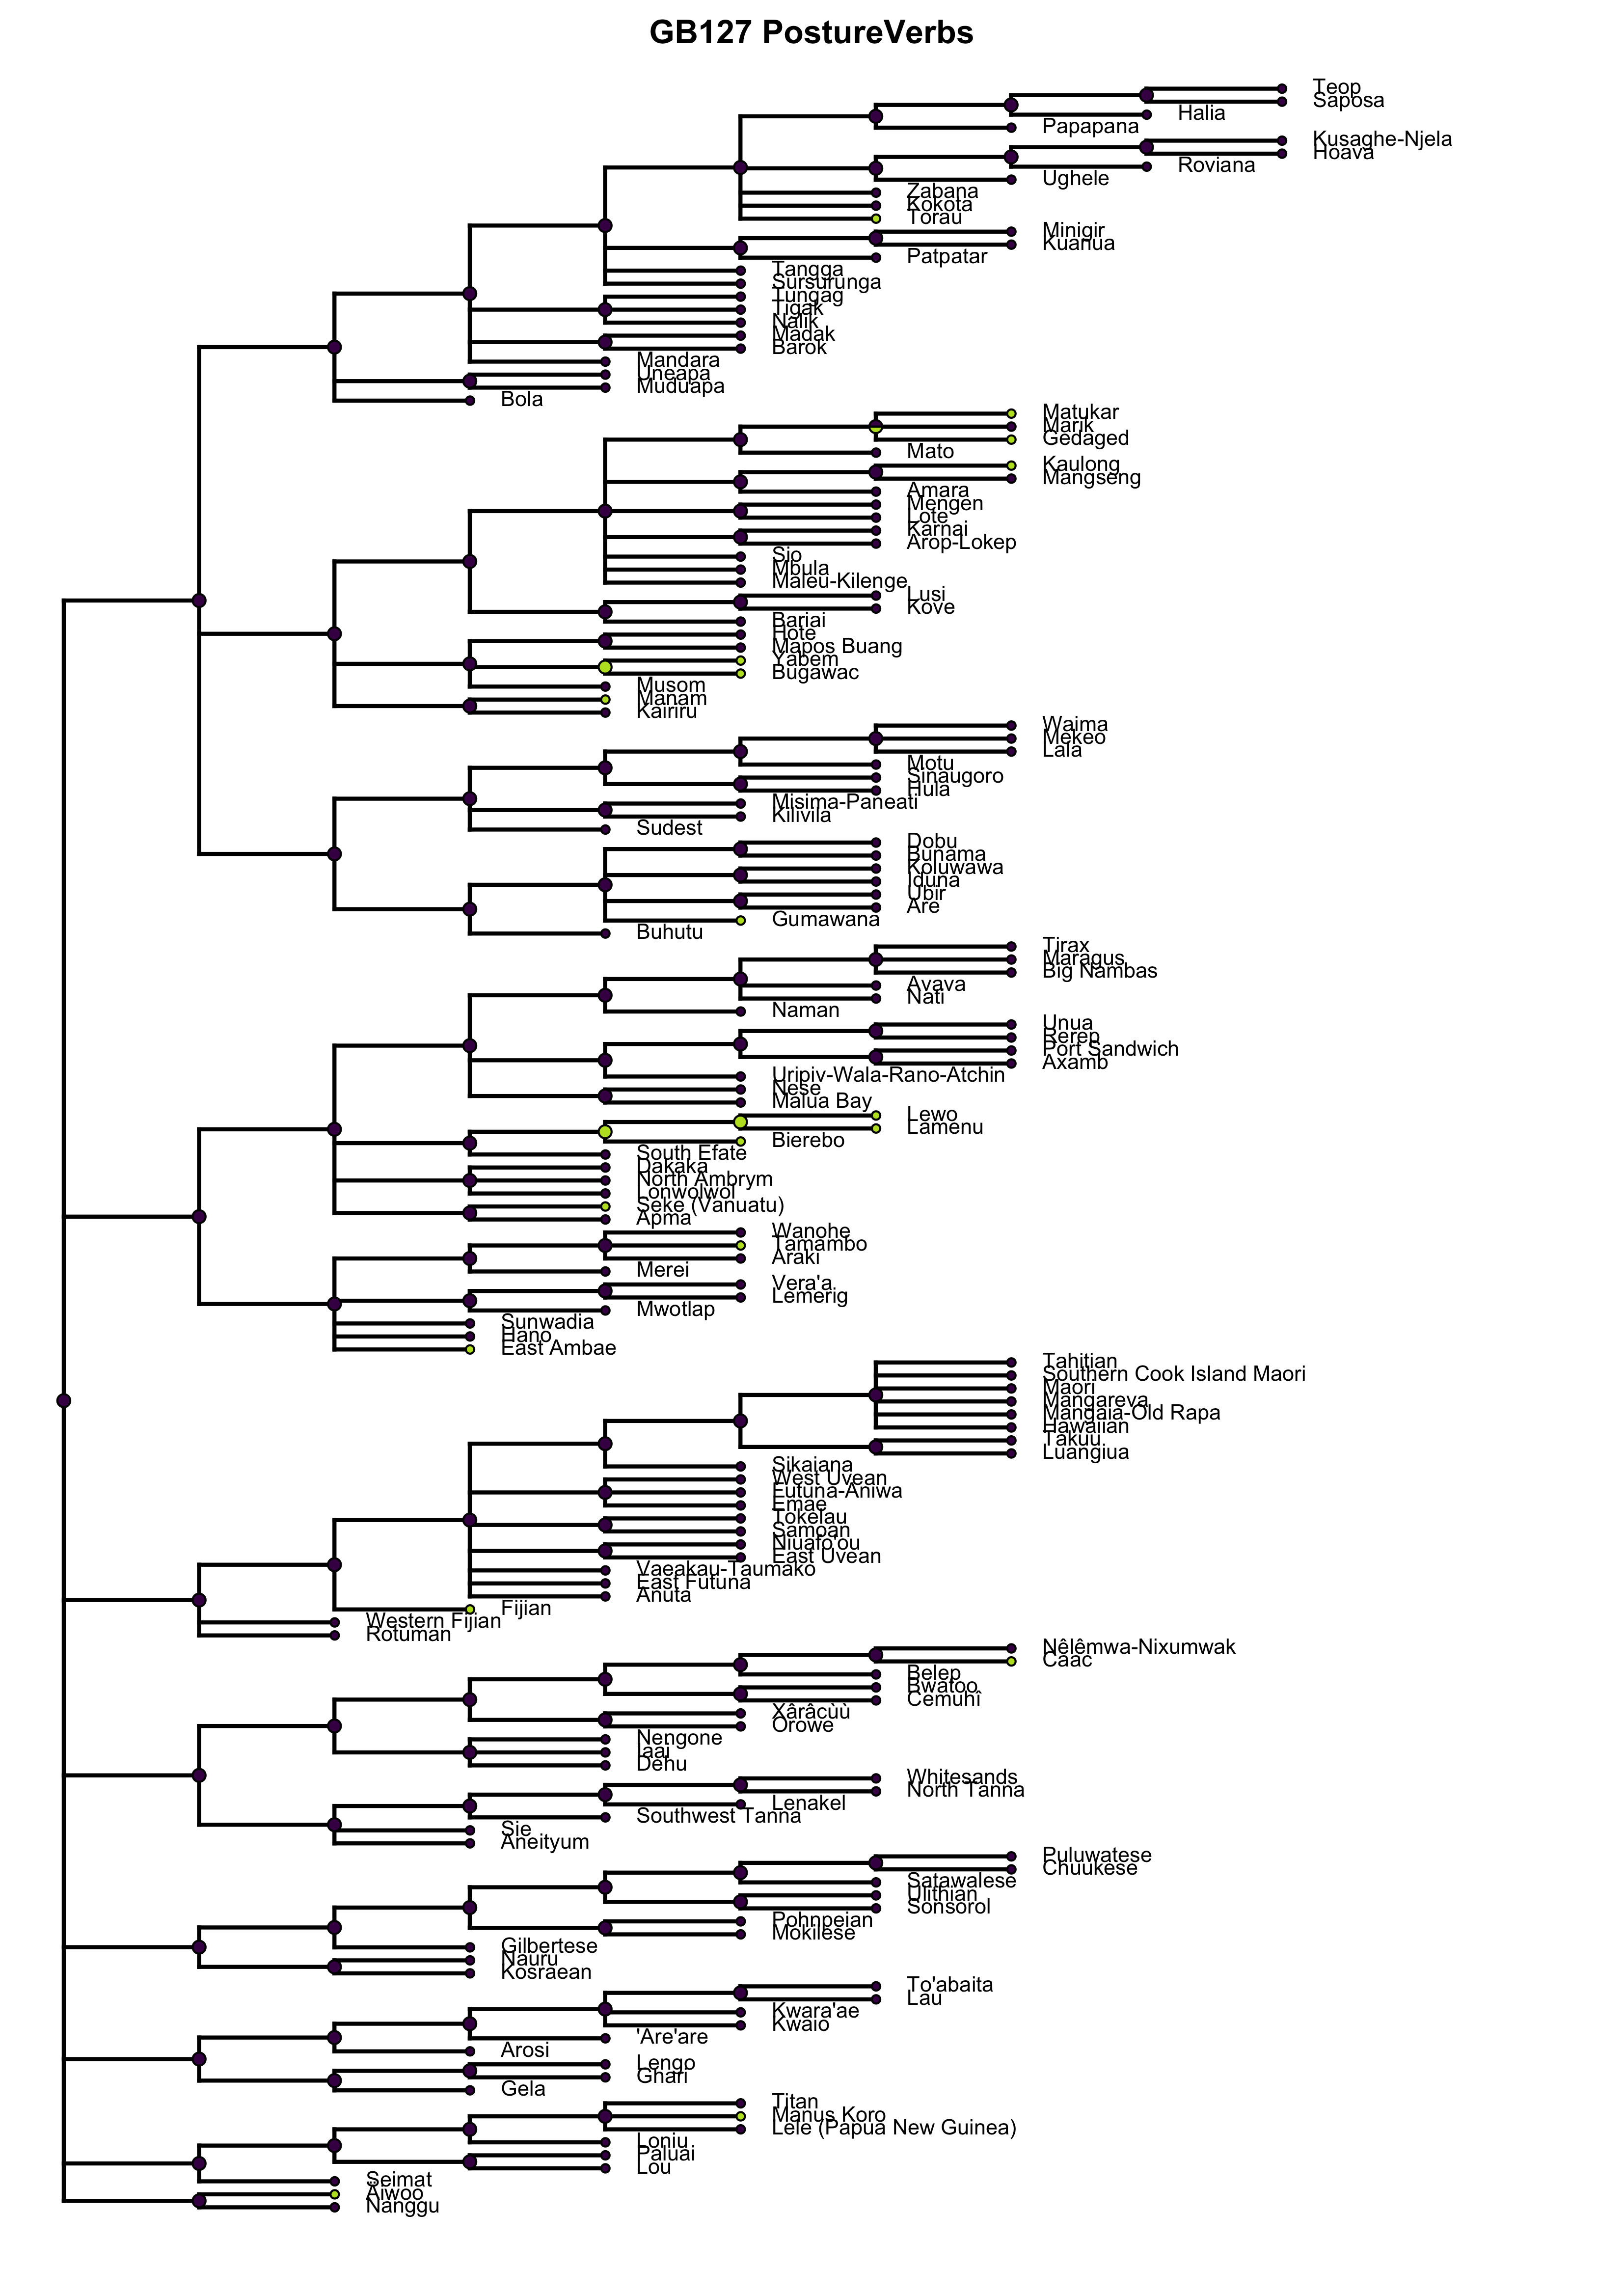 GB127 PostureVerbs
Teop
Saposa
Halia
Papapana
Kusaghe-Njela
Hoava
Roviana
Ughele
Zabana
Kokota
Torau
Minigir
Kuanua
Patpatar
Tangga
Sursurunga
Tungag
Tigak
Nalik
Madak
Barok
Mandara
Uneapa
Muduapa
Bola
Matukar
Marik
Gedaged
Mato
Kaulong
Mangseng
Amara
Mengen
Lote
Karnai
Arop-Lokep
Sio
Mbula
Maleu-Kilenge
Lusi
Kove
Bariai
Hote
Mapos Buang
Yabem
Bugawac
Musom
Manam
Kairiru
Waima
Mekeo
Lala
Motu
Sinaugoro
Hula
Misima-Paneati
Kilivila
Sudest
Dobu
Bunama
Koluwawa
Iduna
Ubir
Are
Gumawana
Buhutu
Tirax
Maragus
Big Nambas
Avava
Nati
Naman
Unua
Rerep
Port Sandwich
Axamb
Uripiv-Wala-Rano-Atchin
Nese
Malua Bay
Lewo
Lamenu
Bierebo
South Efate
Dakaka
North Ambrym
Lonwolwol
Seke (Vanuatu)
Apma
Wanohe
Tamambo
Araki
Merei
Vera'a
Lemerig
Mwotlap
Sunwadia
Hano
East Ambae
Tahitian
Southern Cook Island Maori
Maori
Mangareva
Mangaia-Old Rapa
Hawaiian
Takuu
Luangiua
Sikaiana
West Uvean
Futuna-Aniwa
Emae
Tokelau
Samoan
Niuafo'ou
East Uvean
Vaeakau-Taumako
East Futuna
Anuta
Fijian
Western Fijian
Rotuman
Nêlêmwa-Nixumwak
Caac
Belep
Bwatoo
Cemuhî
Xârâcùù
Orowe
Nengone
Iaai
Dehu
Whitesands
North Tanna
Lenakel
Southwest Tanna
Sie
Aneityum
Puluwatese
Chuukese
Satawalese
Ulithian
Sonsorol
Pohnpeian
Mokilese
Gilbertese
Nauru
Kosraean
To'abaita
Lau
Kwara'ae
Kwaio
'Are'are
Arosi
Lengo
Ghari
Gela
Titan
Manus Koro
Lele (Papua New Guinea)
Loniu
Paluai
Lou
Seimat
Äiwoo
Nanggu